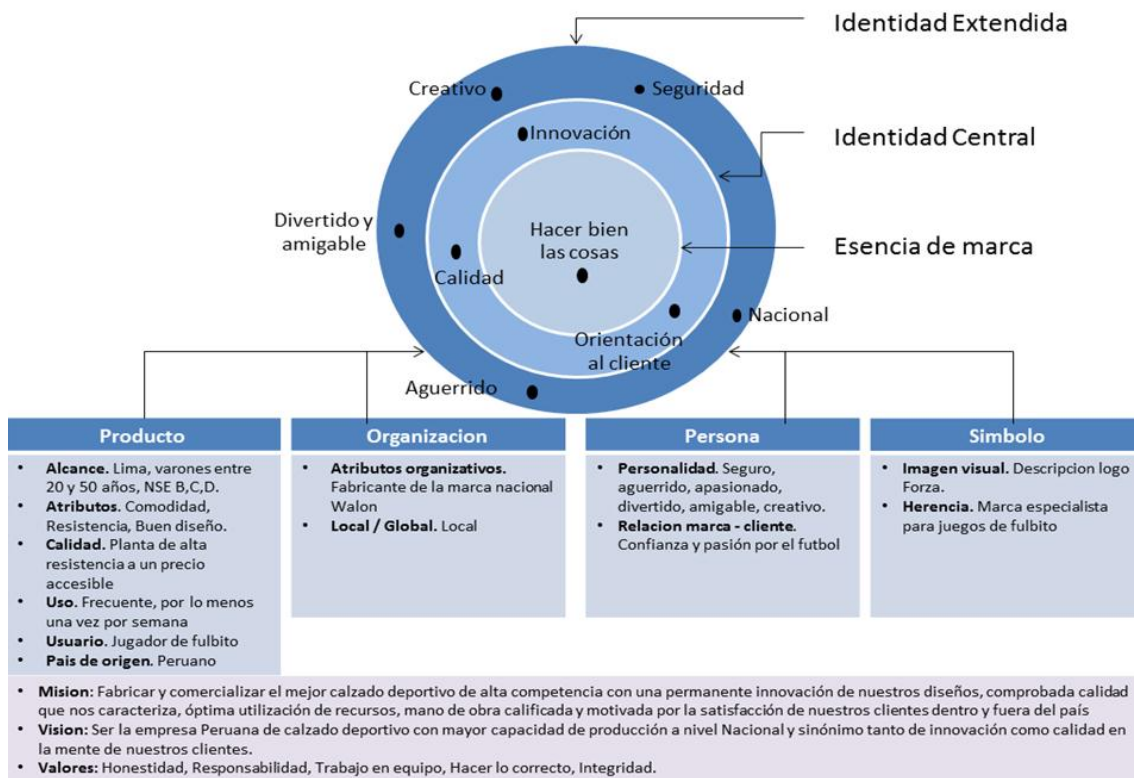 Identidad Extendida
Creativo
Seguridad
Innovación
Identidad Central
Divertido y
amigable
Hacer bien
las cosas
Esencia de marca
Calidad
Nacional
Orientación
al cliente
Aguerrido
Producto
• Alcance. Lima, varones entre
20 y 50 años, NSE B,C,D.
• Atributos. Comodidad,
Resistencia, Buen diseño.
• Calidad. Planta de alta
resistencia a un precio
accesible
• Uso. Frecuente, por lo menos
una vez por semana
• Usuario. Jugador de fulbito
• Pais de origen. Peruano
Organizacion
• Atributos organizativos.
Fabricante de la marca nacional
Walon
• Local / Global. Local
Persona
• Personalidad. Seguro,
aguerrido, apasionado,
divertido, amigable, creativo.
• Relacion marca - cliente.
Confianza y pasión por el futbol
Simbolo
• Imagen visual. Descripcion logo
Forza.
• Herencia. Marca especialista
para juegos de fulbito
• Mision: Fabricar y comercializar el mejor calzado deportivo de alta competencia con una permanente innovación de nuestros diseños, comprobada calidad
que nos caracteriza, óptima utilización de recursos, mano de obra calificada y motivada por la satisfacción de nuestros clientes dentro y fuera del país
• Vision: Ser la empresa Peruana de calzado deportivo con mayor capacidad de producción a nivel Nacional y sinónimo tanto de innovación como calidad en
la mente de nuestros clientes.
• Valores: Honestidad, Responsabilidad, Trabajo en equipo, Hacer lo correcto, Integridad.